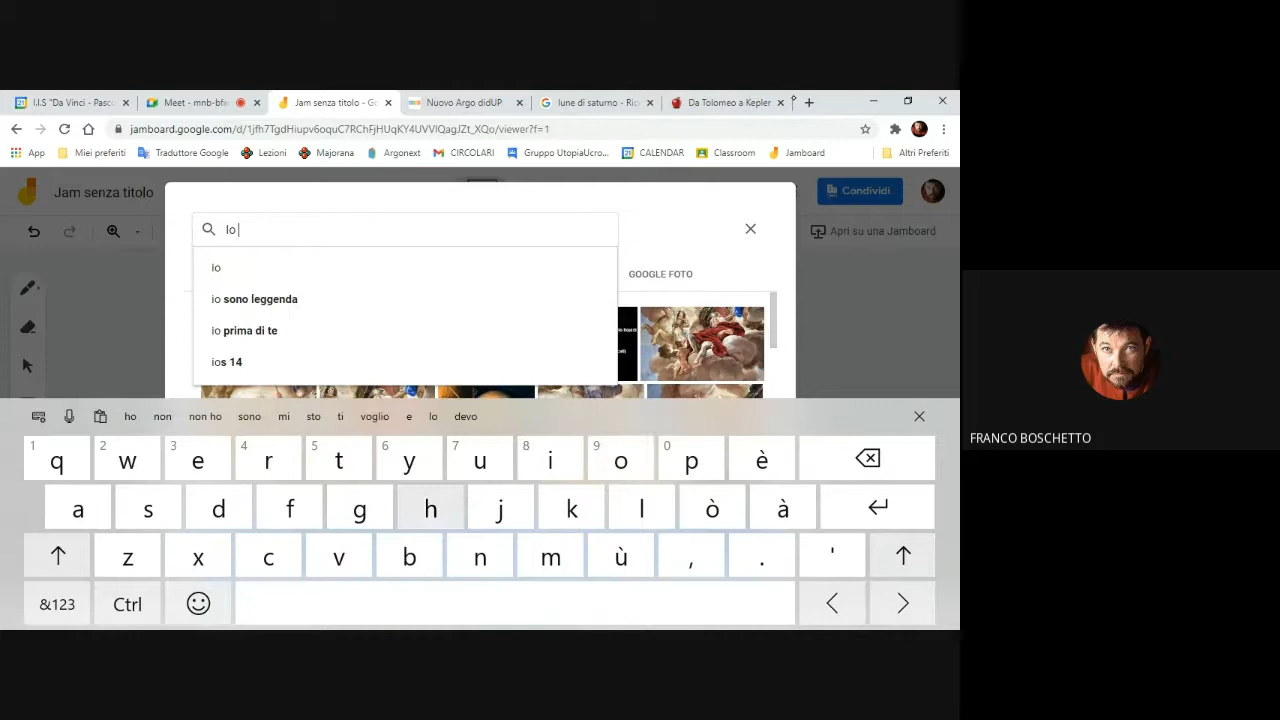 I.I.S "Da Vinci - Pasc
Meet - mnb-bfi
Jam senza titolo - Go
Nuovo Argo didUP
lune di saturno - Ric
Da Tolomeo a Kepler
jamboard.google.com/d/1jfh7TgdHiupv6oquC7RChFjHUqKY4UVVlQagJZt_XQo/viewer?f=1
App
Miei preferiti
Traduttore Google
Lezioni
Majorana
Argonext
CIRCOLARI
Gruppo UtopiaUcro...
CALENDAR
Classroom
Jamboard
Altri Preferiti
Jam senza titolo
Condividi
Apri su una Jamboard
Io
GOOGLE FOTO
io
io sono leggenda
io prima di te
ios 14
ho non non ho sono mi sto ti voglio e lo devo
1 2 3 4 5 6 7 8 9 0
q w e r t y u i o p è
a s d f g h j k l ò à
z x c v b n m ù , . '
&123 Ctrl
FRANCO BOSCHETTO